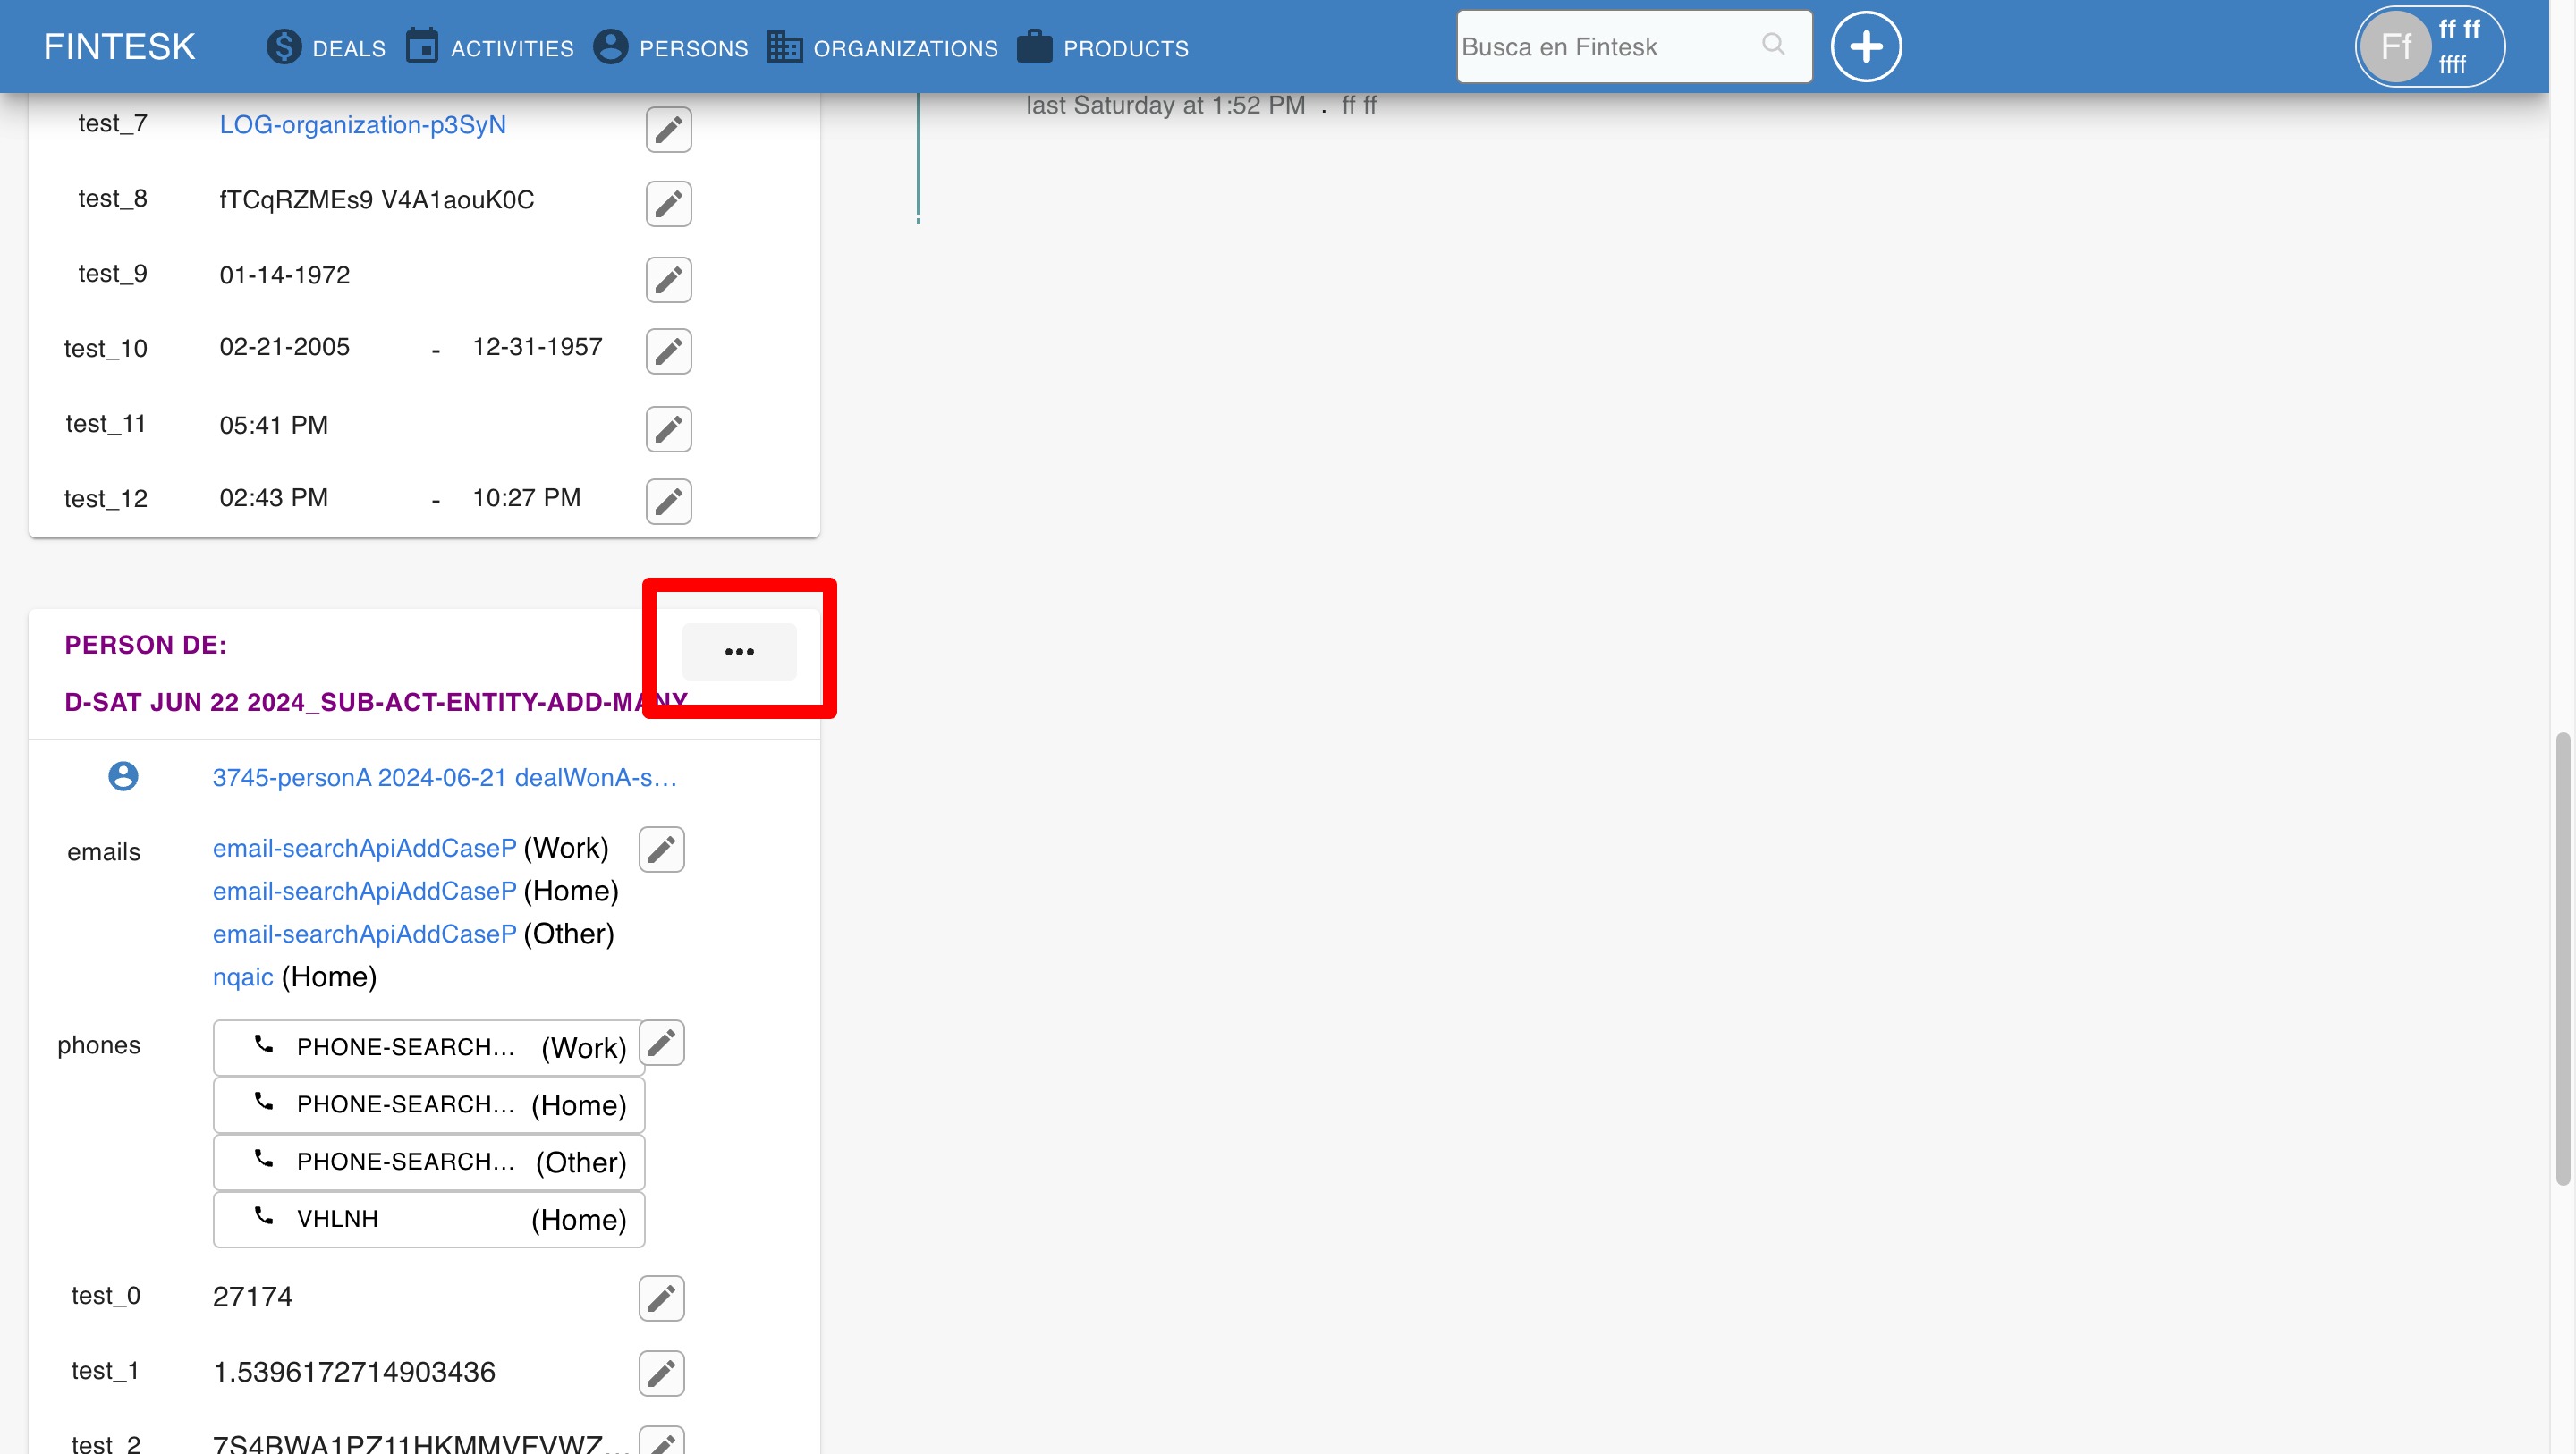 FINTESK DEALS ACTIVITIES PERSONS ORGANIZATIONS PRODUCTS Busca en Fintesk Ff ff ff
ffff
last Saturday at 1:52 PM . ff ff
test_7 LOG-organization-p3SyN
test_8 fTCqRZMEs9 V4A1aouK0C
test_9 01-14-1972
test_10 02-21-2005 - 12-31-1957
test_11 05:41 PM
test_12 02:43 PM - 10:27 PM
PERSON DE:
D-SAT JUN 22 2024_SUB-ACT-ENTITY-ADD-MANY
3745-personA 2024-06-21 dealWonA-s...
emails email-searchApiAddCaseP (Work)
email-searchApiAddCaseP (Home)
email-searchApiAddCaseP (Other)
nqaic (Home)
phones PHONE-SEARCH... (Work)
PHONE-SEARCH... (Home)
PHONE-SEARCH... (Other)
VHLNH (Home)
test_0 27174
test_1 1.5396172714903436
test_2